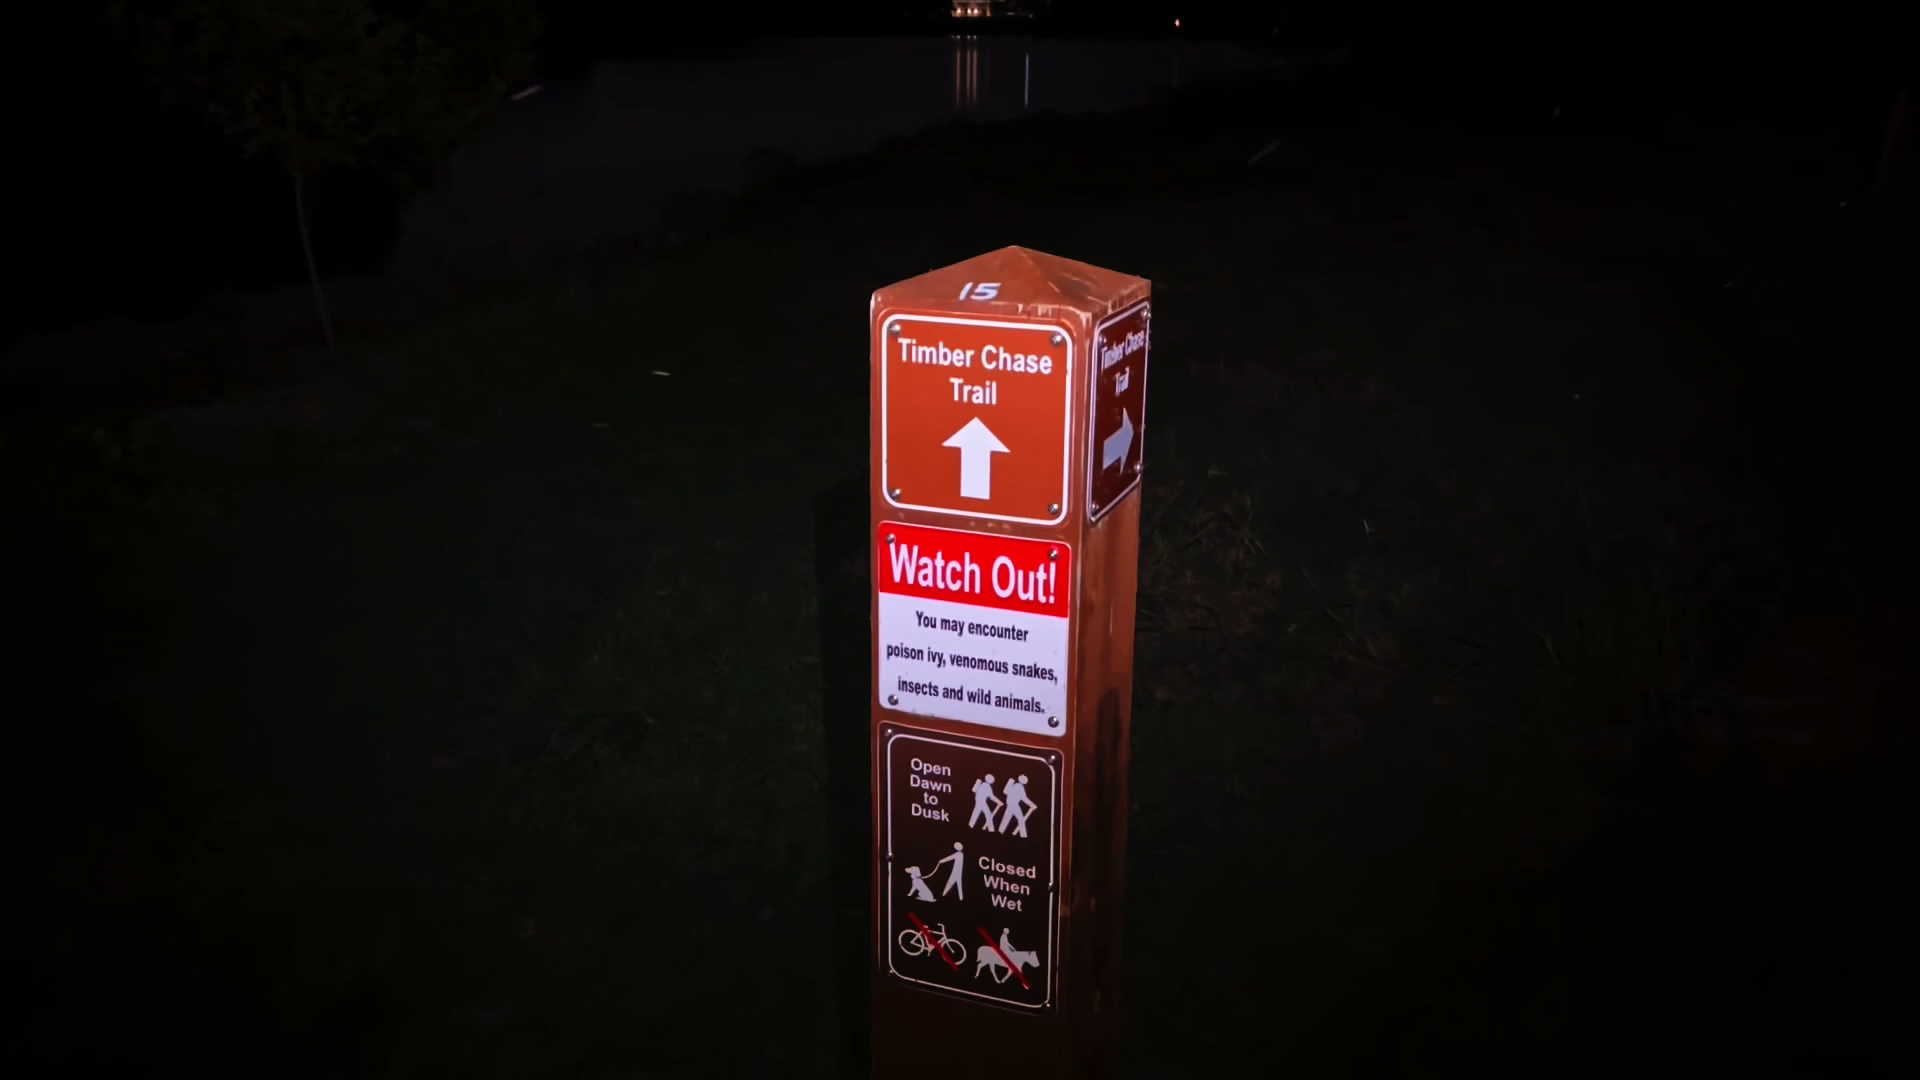 15
Timber Chase
Trail
Timber Chase
Trail
Watch Out!
You may encounter
poison ivy, venomous snakes,
insects and wild animals.
Open
Dawn
to
Dusk
Closed
When
Wet